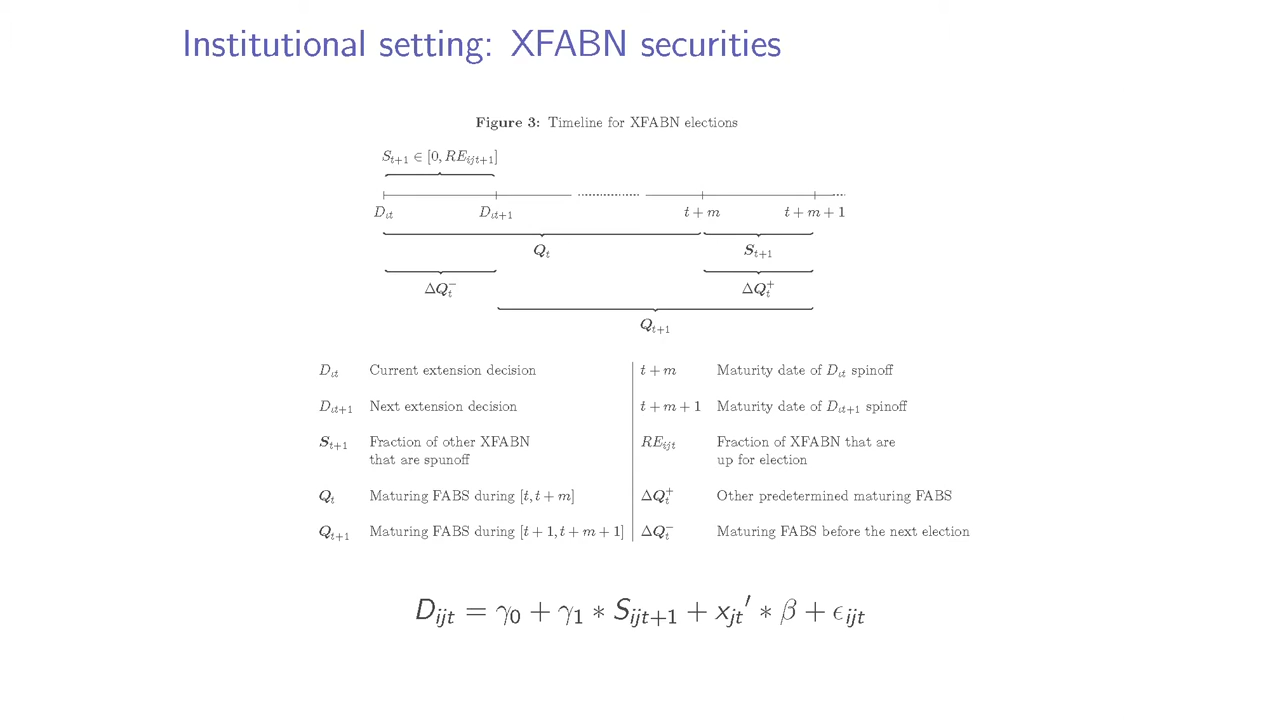 Institutional setting: XFABN securities
Figure 3: Timeline for XFABN elections
S_{t+1} ∈ [0, RE_{ijt+1}]
D_{it} D_{it+1} t + m t + m + 1
Q_t S_{t+1}
ΔQ_t^- ΔQ_t^+
Q_{t+1}
D_{it} Current extension decision
D_{it+1} Next extension decision
S_{t+1} Fraction of other XFABN
that are spunoff
Q_t Maturing FABS during [t, t + m]
Q_{t+1} Maturing FABS during [t + 1, t + m + 1]
t + m Maturity date of D_{it} spinoff
t + m + 1 Maturity date of D_{it+1} spinoff
RE_{ijt} Fraction of XFABN that are
up for election
ΔQ_t^+ Other predetermined maturing FABS
ΔQ_t^- Maturing FABS before the next election
D_{ijt} = γ_0 + γ_1 * S_{ijt+1} + x_{jt}′ * β + ϵ_{ijt}